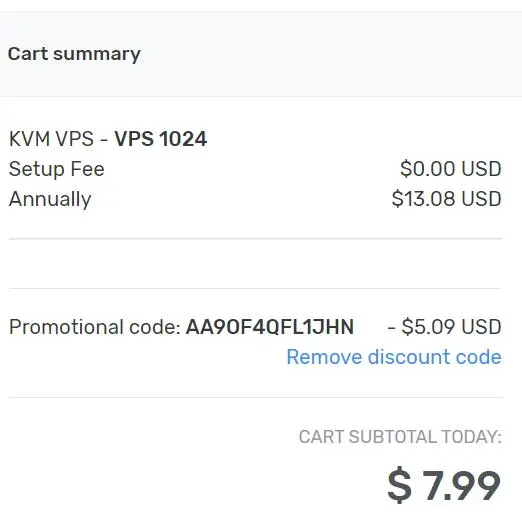 Cart summary
KVM VPS - VPS 1024
Setup Fee $0.00 USD
Annually $13.08 USD
Promotional code: AA9OF4QFL1JHN - $5.09 USD
Remove discount code
CART SUBTOTAL TODAY:
$ 7.99